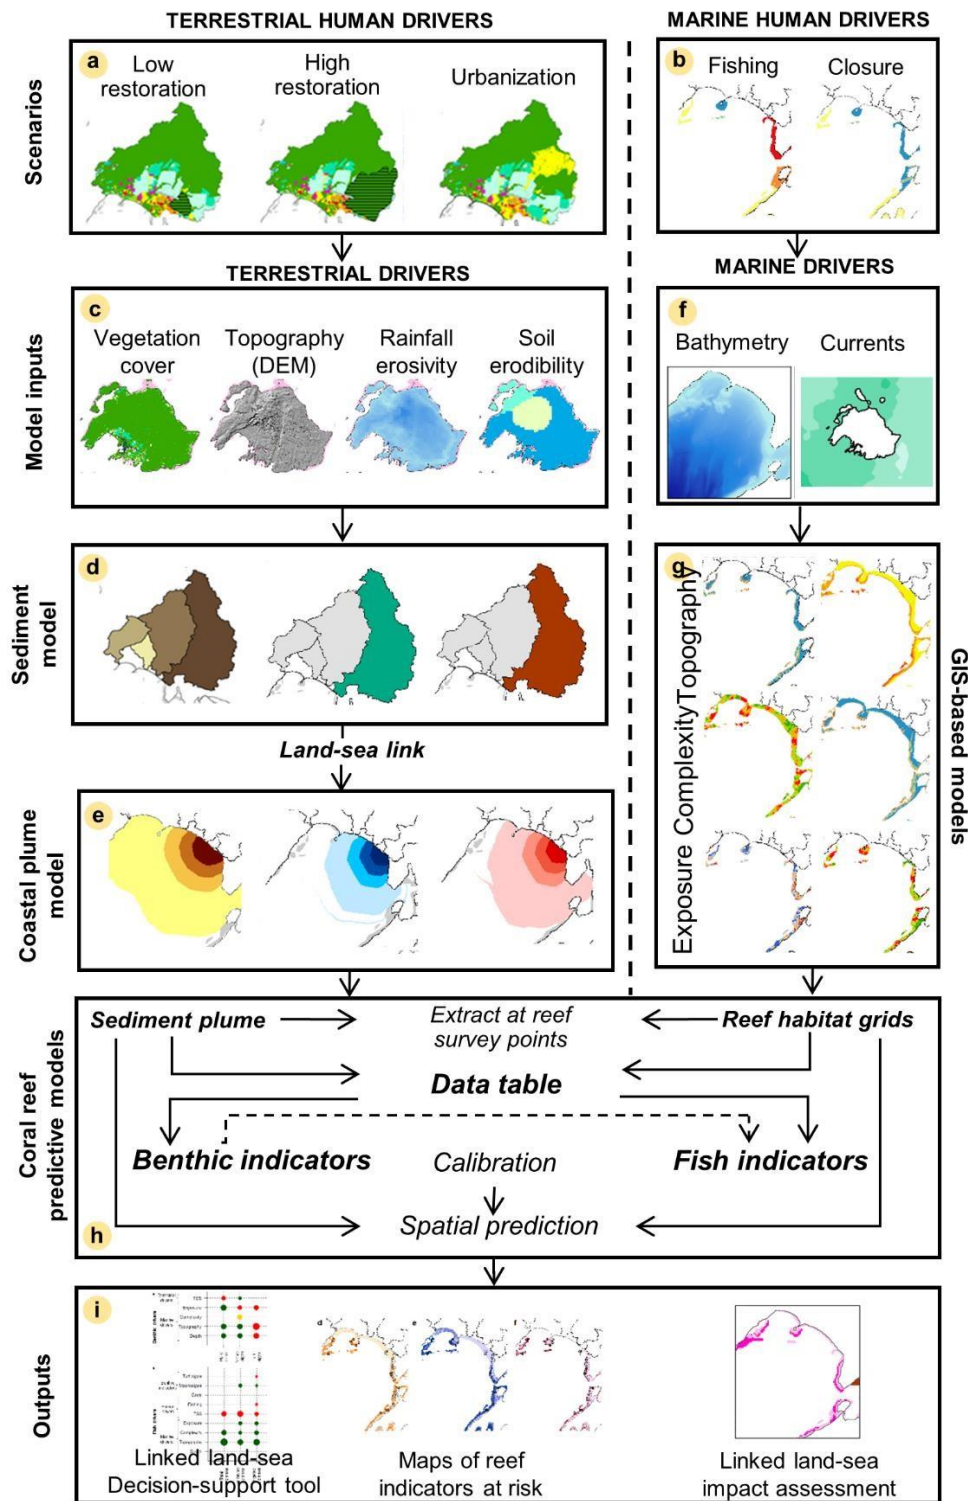 TERRESTRIAL HUMAN DRIVERS
MARINE HUMAN DRIVERS
Scenarios
a
Low
restoration
High
restoration
Urbanization
b
Fishing
Closure
TERRESTRIAL DRIVERS
MARINE DRIVERS
Model inputs
c
Vegetation
cover
Topography
(DEM)
Rainfall
erosivity
Soil
erodibility
f
Bathymetry
Currents
Sediment
model
d
Land-sea link
Coastal plume
model
e
g
Topography
Complexity
Exposure
GIS-based models
Coral reef
predictive models
h
Sediment plume
Extract at reef
survey points
Reef habitat grids
Data table
Benthic indicators
Fish indicators
Calibration
Spatial prediction
Outputs
i
Linked land-sea
Decision-support tool
d
e
f
Maps of reef
indicators at risk
Linked land-sea
impact assessment